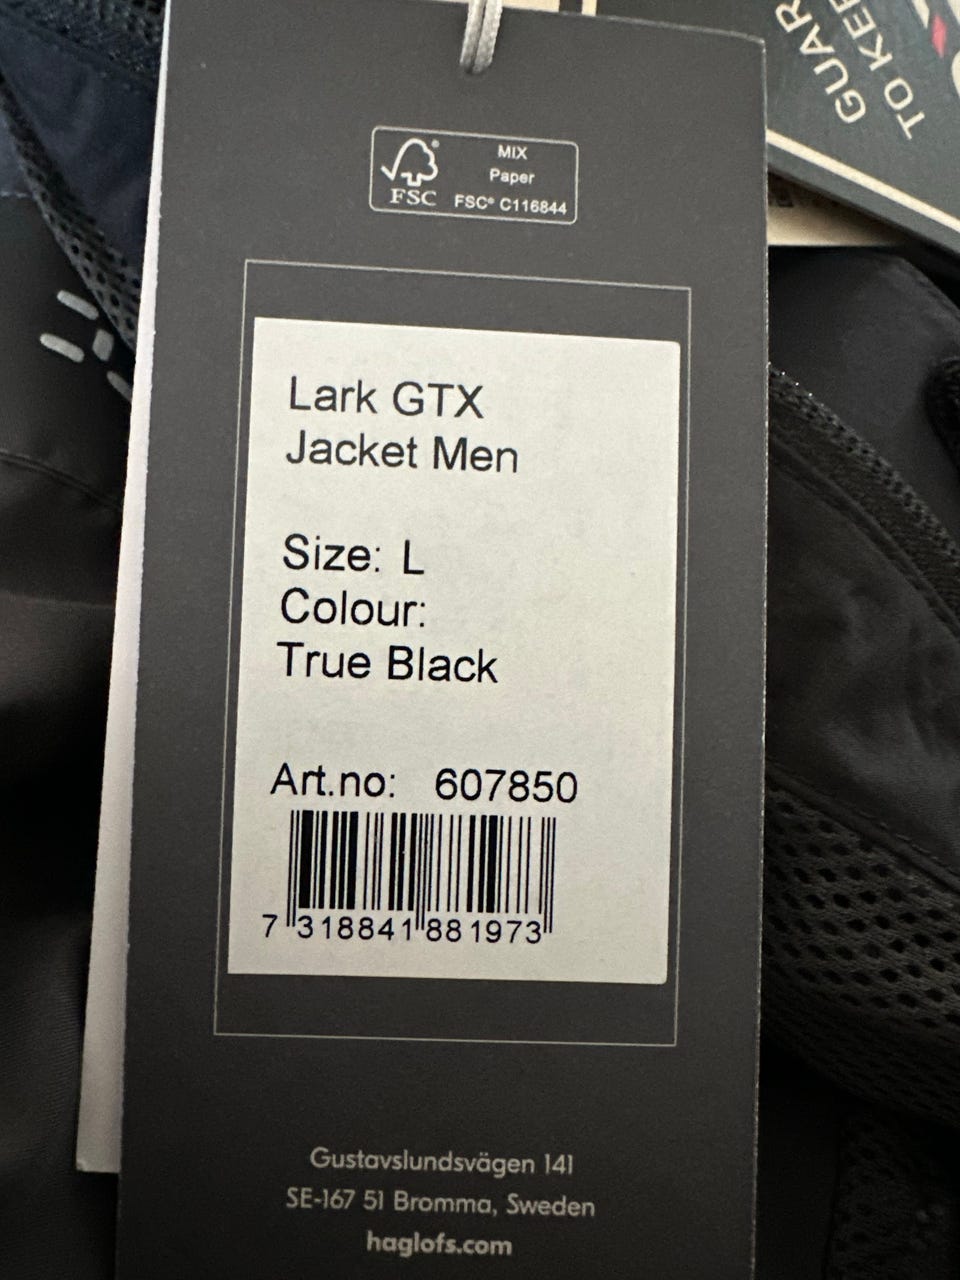 GUAR
TO KEE
MIX
Paper
FSC
FSC® C116844
Lark GTX
Jacket Men
Size: L
Colour:
True Black
Art.no: 607850
7 318841 881973
Gustavslundsvägen 141
SE-167 51 Bromma, Sweden
haglofs.com